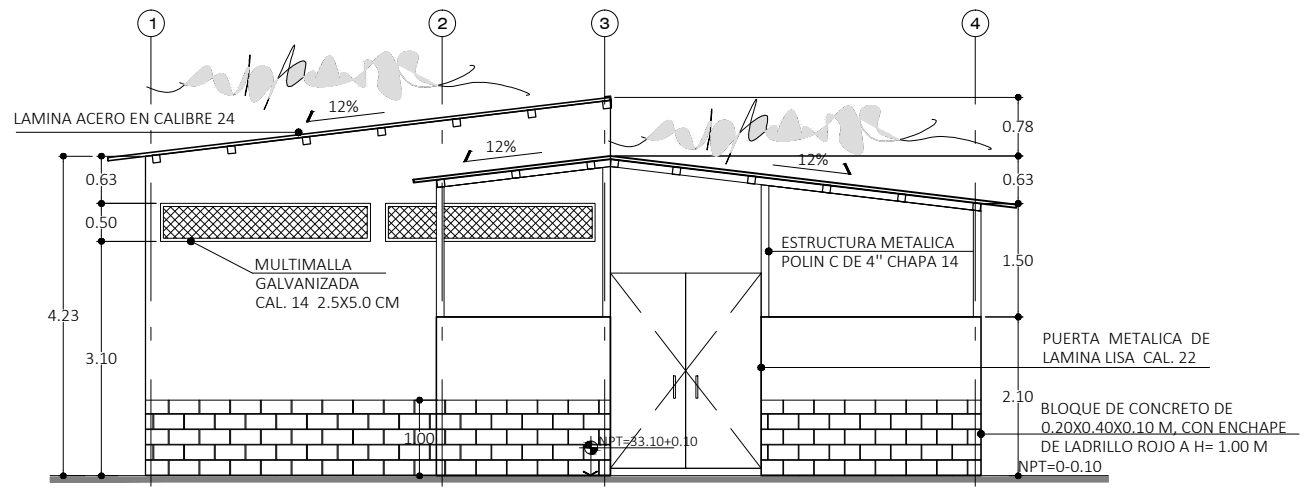 1
2
3
4
LAMINA ACERO EN CALIBRE 24
12%
12%
12%
0.78
0.63
0.63
0.50
1.50
ESTRUCTURA METALICA
POLIN C DE 4" CHAPA 14
MULTIMALLA
GALVANIZADA
CAL. 14 2.5X5.0 CM
4.23
3.10
PUERTA METALICA DE
LAMINA LISA CAL. 22
2.10
BLOQUE DE CONCRETO DE
0.20X0.40X0.10 M, CON ENCHAPE
DE LADRILLO ROJO A H= 1.00 M
1.00
NPT=33.10+0.10
NPT=0-0.10